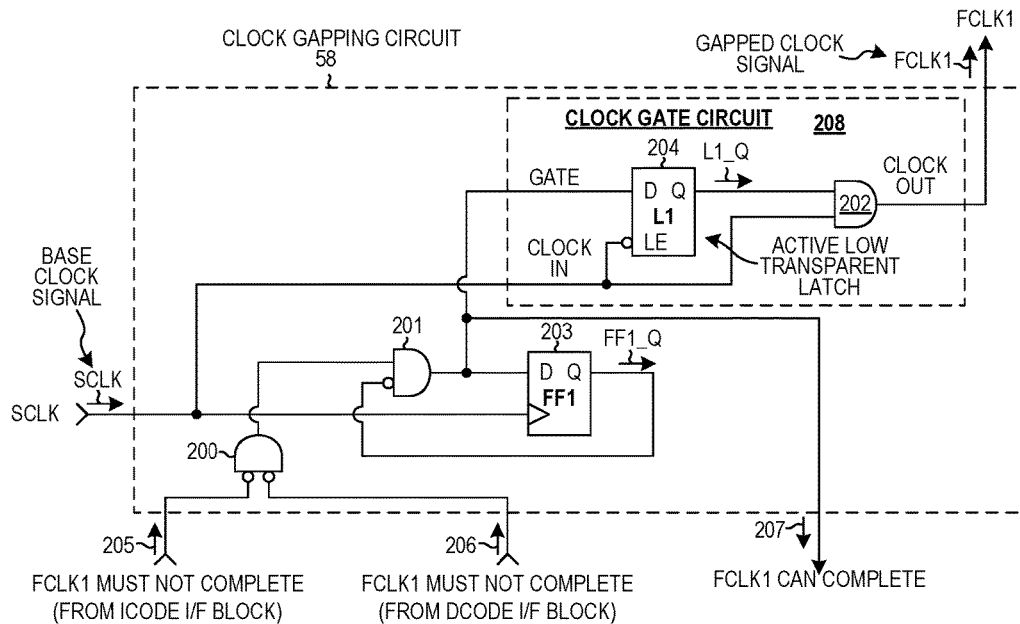 FCLK1
CLOCK GAPPING CIRCUIT
58
GAPPED CLOCK
SIGNAL
FCLK1
CLOCK GATE CIRCUIT 208
204
L1_Q
GATE
D Q
L1
LE
202
CLOCK
OUT
CLOCK
IN
ACTIVE LOW
TRANSPARENT
LATCH
BASE
CLOCK
SIGNAL
201
203
FF1_Q
D Q
FF1
SCLK
SCLK
200
205
206
207
FCLK1 MUST NOT COMPLETE
(FROM ICODE I/F BLOCK)
FCLK1 MUST NOT COMPLETE
(FROM DCODE I/F BLOCK)
FCLK1 CAN COMPLETE